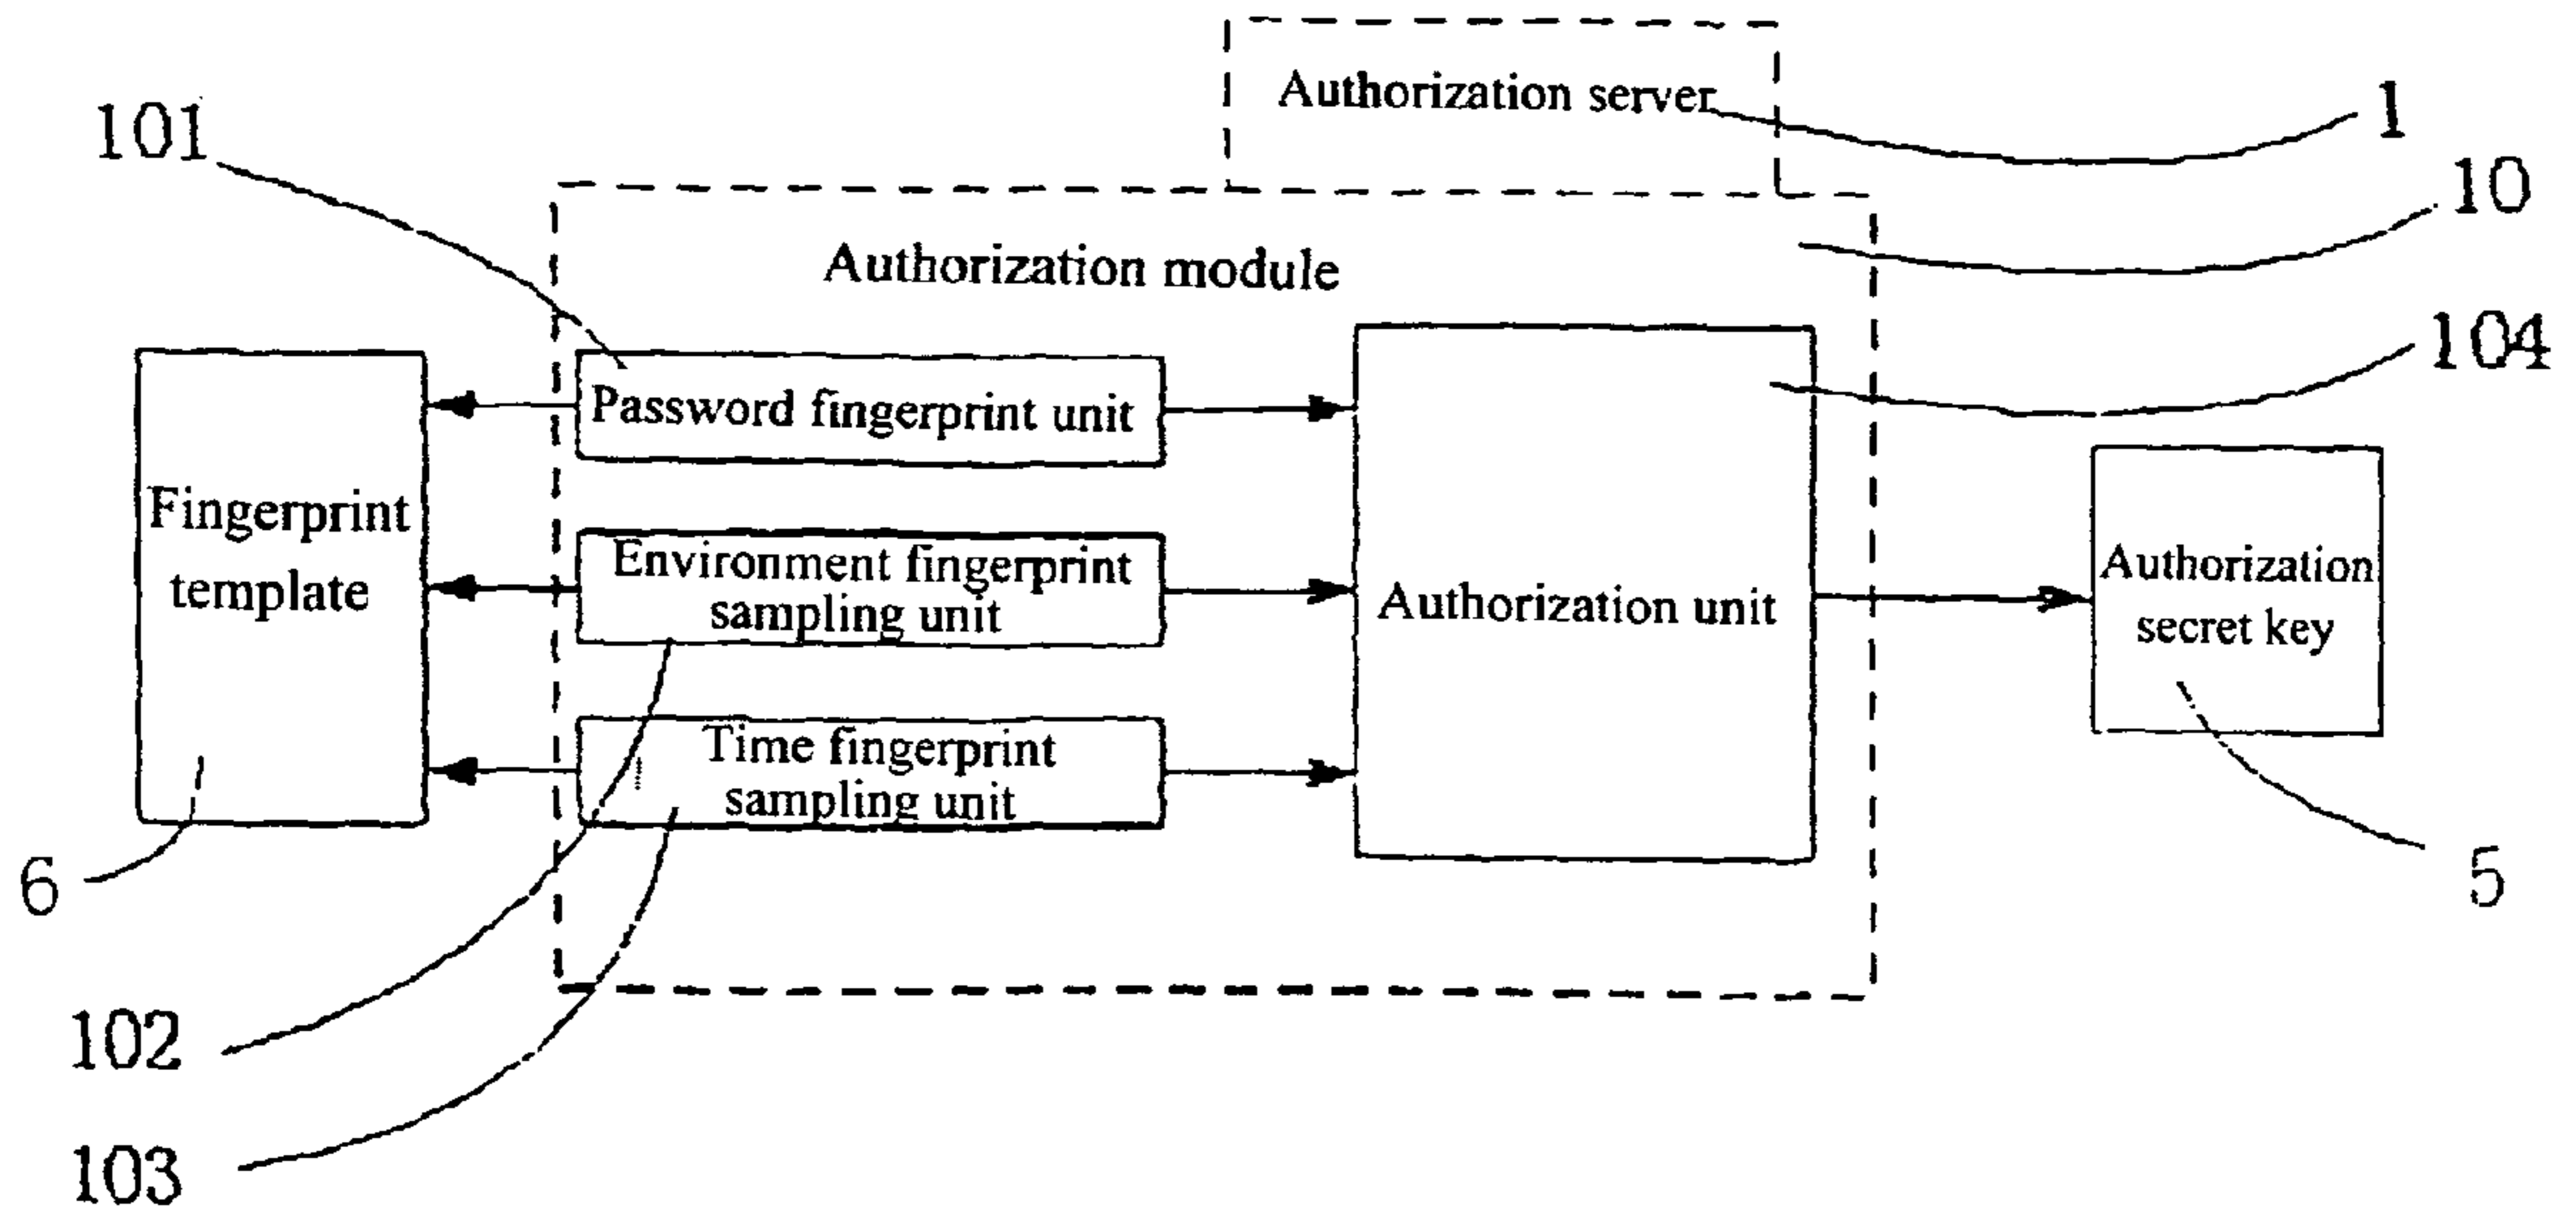 Authorization server
1
101
10
Authorization module
104
Password fingerprint unit
Fingerprint
template
Environment fingerprint
sampling unit
Authorization unit
Authorization
secret key
Time fingerprint
sampling unit
6
5
102
103